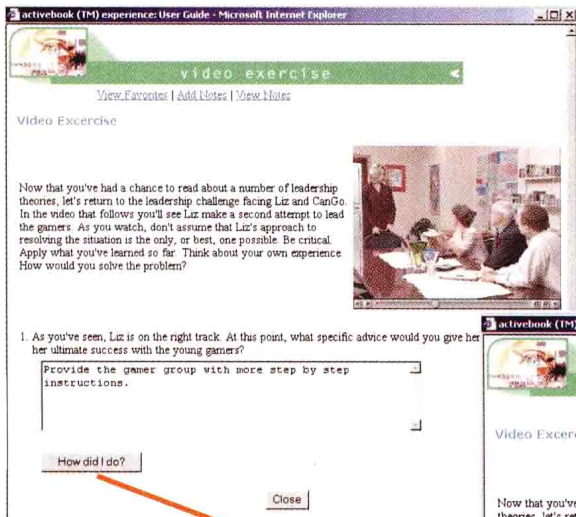 activebook (TM) experience: User Guide - Microsoft Internet Explorer
video exercise
View Favorites | Add Notes | View Notes
Video Excercise
Now that you've had a chance to read about a number of leadership
theories, let's return to the leadership challenge facing Liz and CanGo.
In the video that follows you'll see Liz make a second attempt to lead
the gamers. As you watch, don't assume that Liz's approach to
resolving the situation is the only, or best, one possible. Be critical.
Apply what you've learned so far. Think about your own experience.
How would you solve the problem?
1. As you've seen, Liz is on the right track. At this point, what specific advice would you give her
her ultimate success with the young gamers?
Provide the gamer group with more step by step
instructions.
How did I do?
Close
activebook (TM)
Video Excer
Now that you've
theories, let's ret